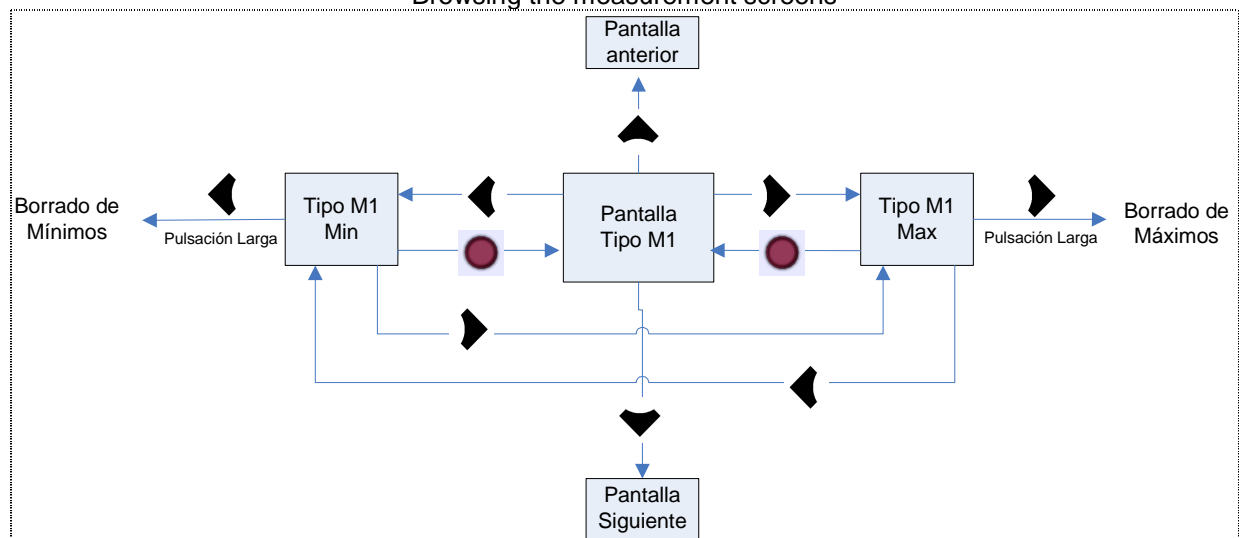 Browsing the measurement screens
Pantalla
anterior
Borrado de
Mínimos
Pulsación Larga
Tipo M1
Min
Pantalla
Tipo M1
Tipo M1
Max
Pulsación Larga
Borrado de
Máximos
Pantalla
Siguiente